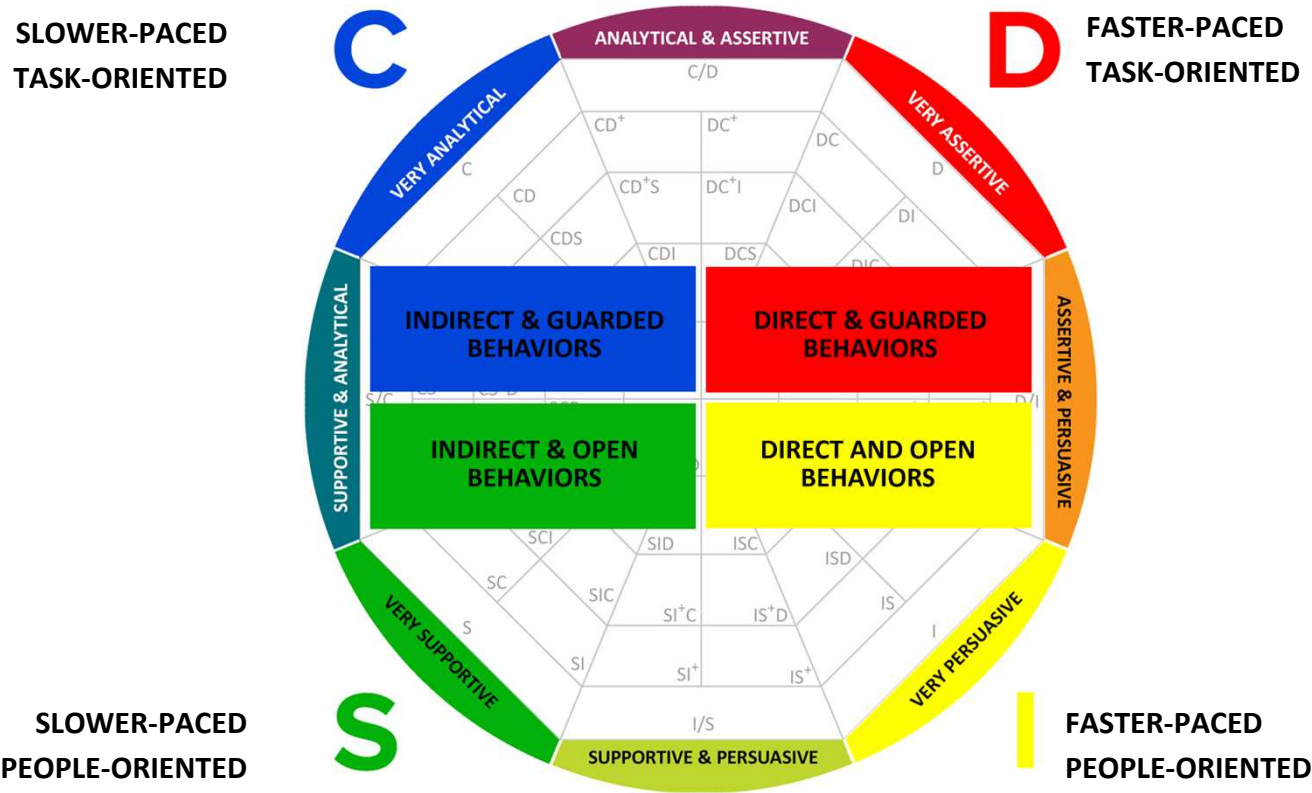 SLOWER-PACED
TASK-ORIENTED
C
D
FASTER-PACED
TASK-ORIENTED
ANALYTICAL & ASSERTIVE
VERY ANALYTICAL
VERY ASSERTIVE
C/D
CD⁺
DC⁺
DC
C
D
CD⁺S
DC⁺I
CD
DCI
DI
CDS
CDI
DCS
DIC
SUPPORTIVE & ANALYTICAL
INDIRECT & GUARDED
BEHAVIORS
DIRECT & GUARDED
BEHAVIORS
ASSERTIVE & PERSUASIVE
S/C
D/I
INDIRECT & OPEN
BEHAVIORS
DIRECT AND OPEN
BEHAVIORS
SCI
SID
ISC
ISD
SC
SIC
IS
SI⁺C
IS⁺D
S
I
SI
SI⁺
IS⁺
VERY SUPPORTIVE
VERY PERSUASIVE
I/S
SUPPORTIVE & PERSUASIVE
SLOWER-PACED
PEOPLE-ORIENTED
S
I
FASTER-PACED
PEOPLE-ORIENTED